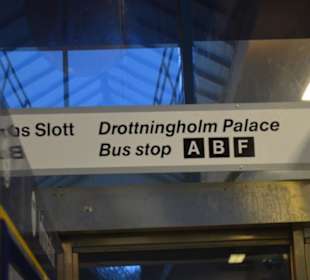 Slott Drottningholm Palace
Bus stop A B F